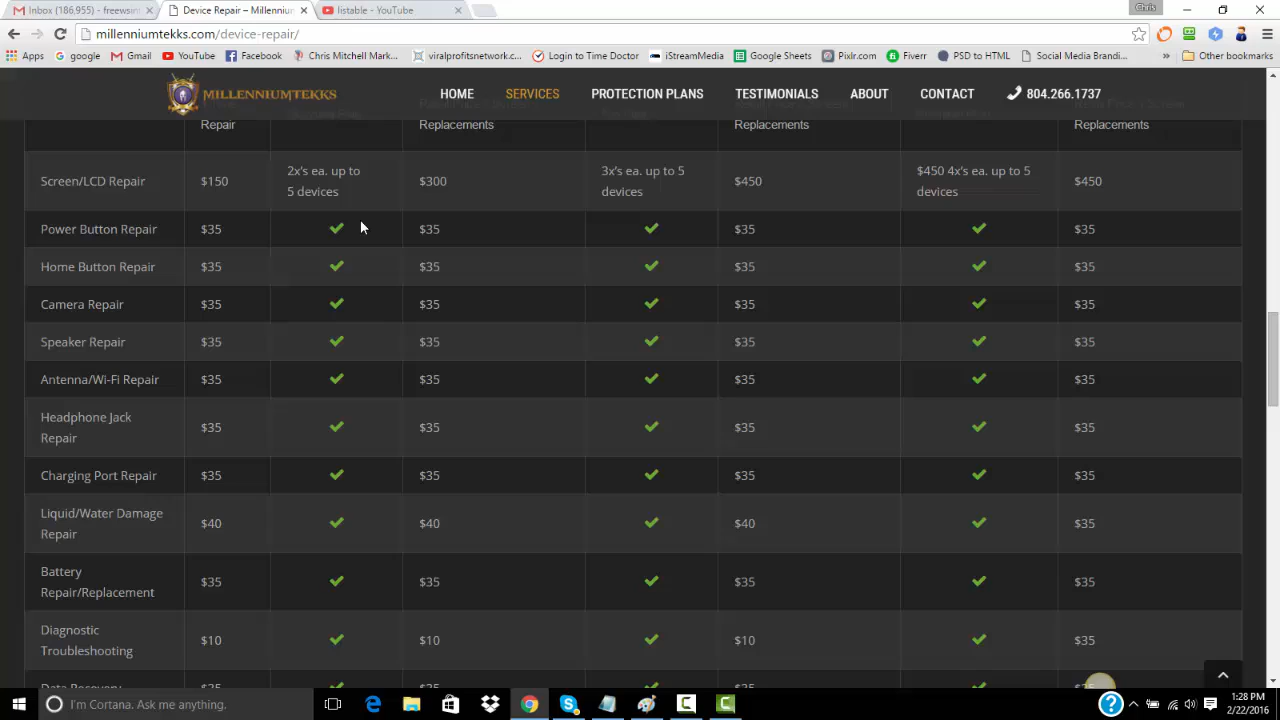 Inbox (186,955) – freewsin
Device Repair – Millennium
listable - YouTube
Chris
millenniumtekks.com/device-repair/
Apps
google
Gmail
YouTube
Facebook
Chris Mitchell Mark...
viralprofitsnetwork.c...
Login to Time Doctor
iStreamMedia
Google Sheets
Pixlr.com
Fiverr
PSD to HTML
Social Media Brandi...
»
Other bookmarks
MILLENNIUMTEKKS
HOME
SERVICES
PROTECTION PLANS
TESTIMONIALS
ABOUT
CONTACT
804.266.1737
Repair
Replacements
Replacements
Replacements
Screen/LCD Repair
$150
2x's ea. up to
5 devices
$300
3x's ea. up to 5
devices
$450
$450 4x's ea. up to 5
devices
$450
Power Button Repair
$35
$35
$35
$35
Home Button Repair
$35
$35
$35
$35
Camera Repair
$35
$35
$35
$35
Speaker Repair
$35
$35
$35
$35
Antenna/Wi-Fi Repair
$35
$35
$35
$35
Headphone Jack
Repair
$35
$35
$35
$35
Charging Port Repair
$35
$35
$35
$35
Liquid/Water Damage
Repair
$40
$40
$40
$35
Battery
Repair/Replacement
$35
$35
$35
$35
Diagnostic
Troubleshooting
$10
$10
$10
$35
Data Recovery
$35
$35
$35
I'm Cortana. Ask me anything.
1:28 PM
2/22/2016